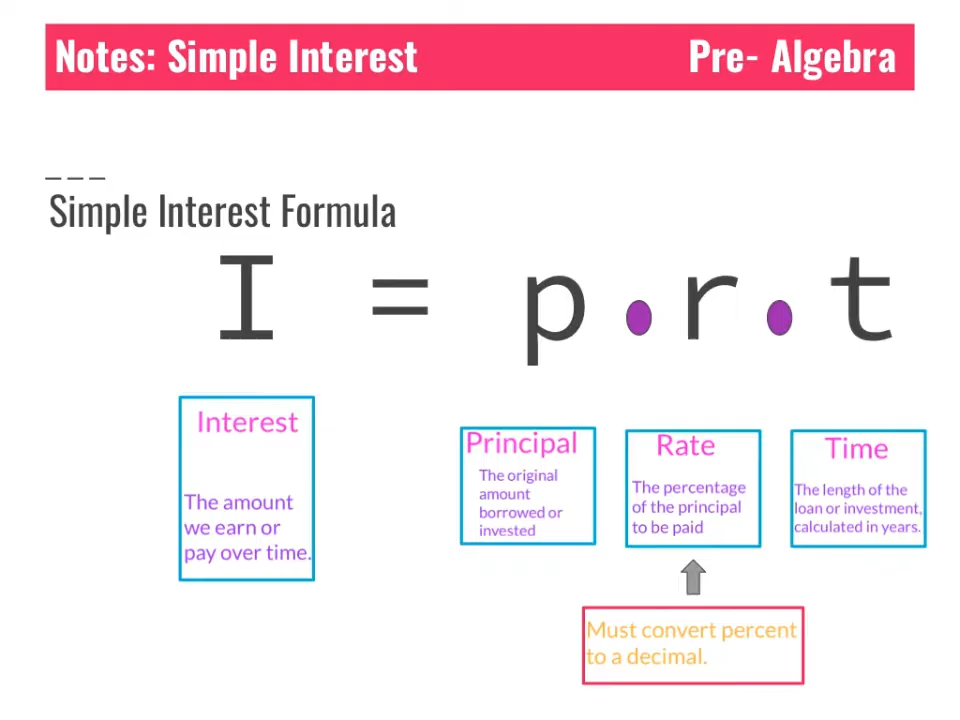 Notes: Simple Interest Pre- Algebra
Simple Interest Formula
I = p • r • t
Interest
The amount
we earn or
pay over time.
Principal
The original
amount
borrowed or
invested
Rate
The percentage
of the principal
to be paid
Time
The length of the
loan or investment,
calculated in years.
Must convert percent
to a decimal.